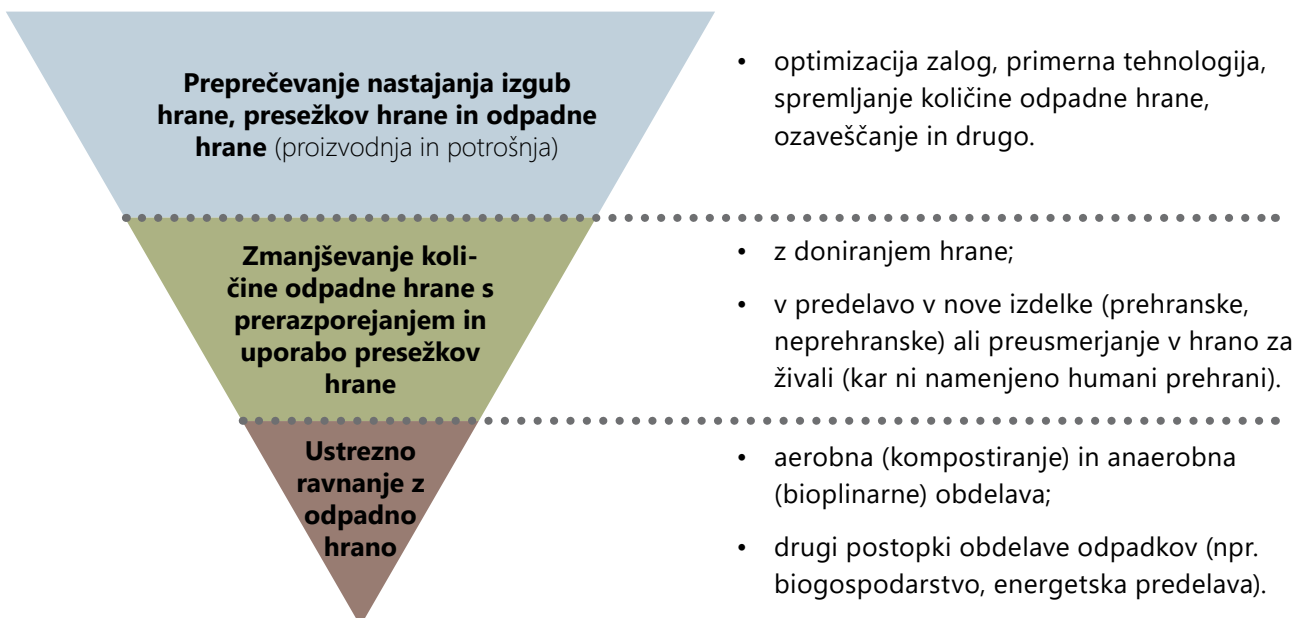 Preprečevanje nastajanja izgub
hrane, presežkov hrane in odpadne
hrane (proizvodnja in potrošnja)
• optimizacija zalog, primerna tehnologija,
spremljanje količine odpadne hrane,
ozaveščanje in drugo.
Zmanjševanje koli-
čine odpadne hrane s
prerazporejanjem in
uporabo presežkov
hrane
• z doniranjem hrane;
• v predelavo v nove izdelke (prehranske,
neprehranske) ali preusmerjanje v hrano za
živali (kar ni namenjeno humani prehrani).
Ustrezno
ravnanje z
odpadno
hrano
• aerobna (kompostiranje) in anaerobna
(bioplinarne) obdelava;
• drugi postopki obdelave odpadkov (npr.
biogospodarstvo, energetska predelava).